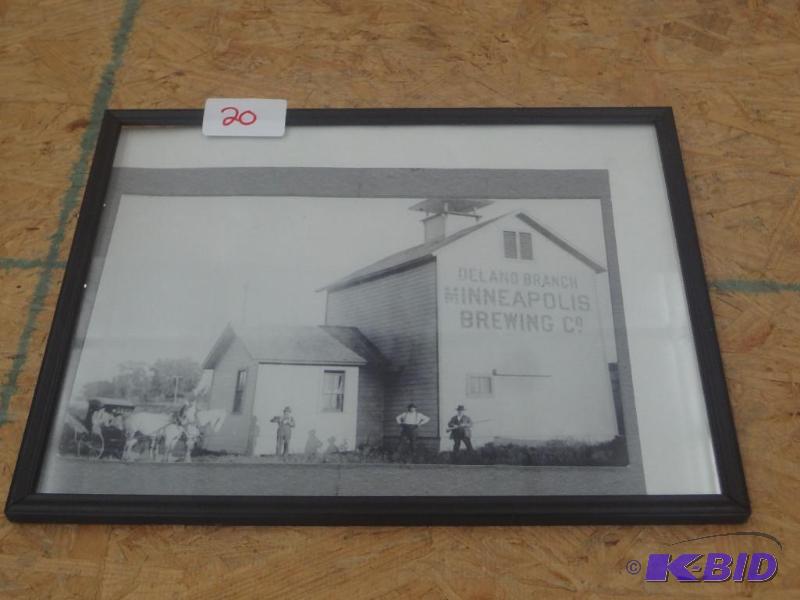 20
DELANO BRANCH
MINNEAPOLIS
BREWING Co.
© K-BID